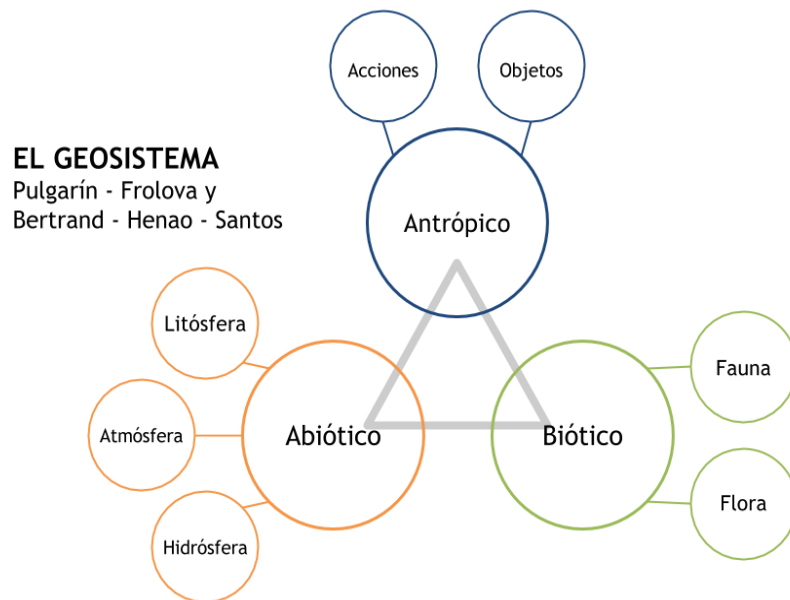 Acciones
Objetos
EL GEOSISTEMA
Pulgarín - Frolova y
Bertrand - Henao - Santos
Antrópico
Litósfera
Atmósfera
Hidrósfera
Abiótico
Biótico
Fauna
Flora